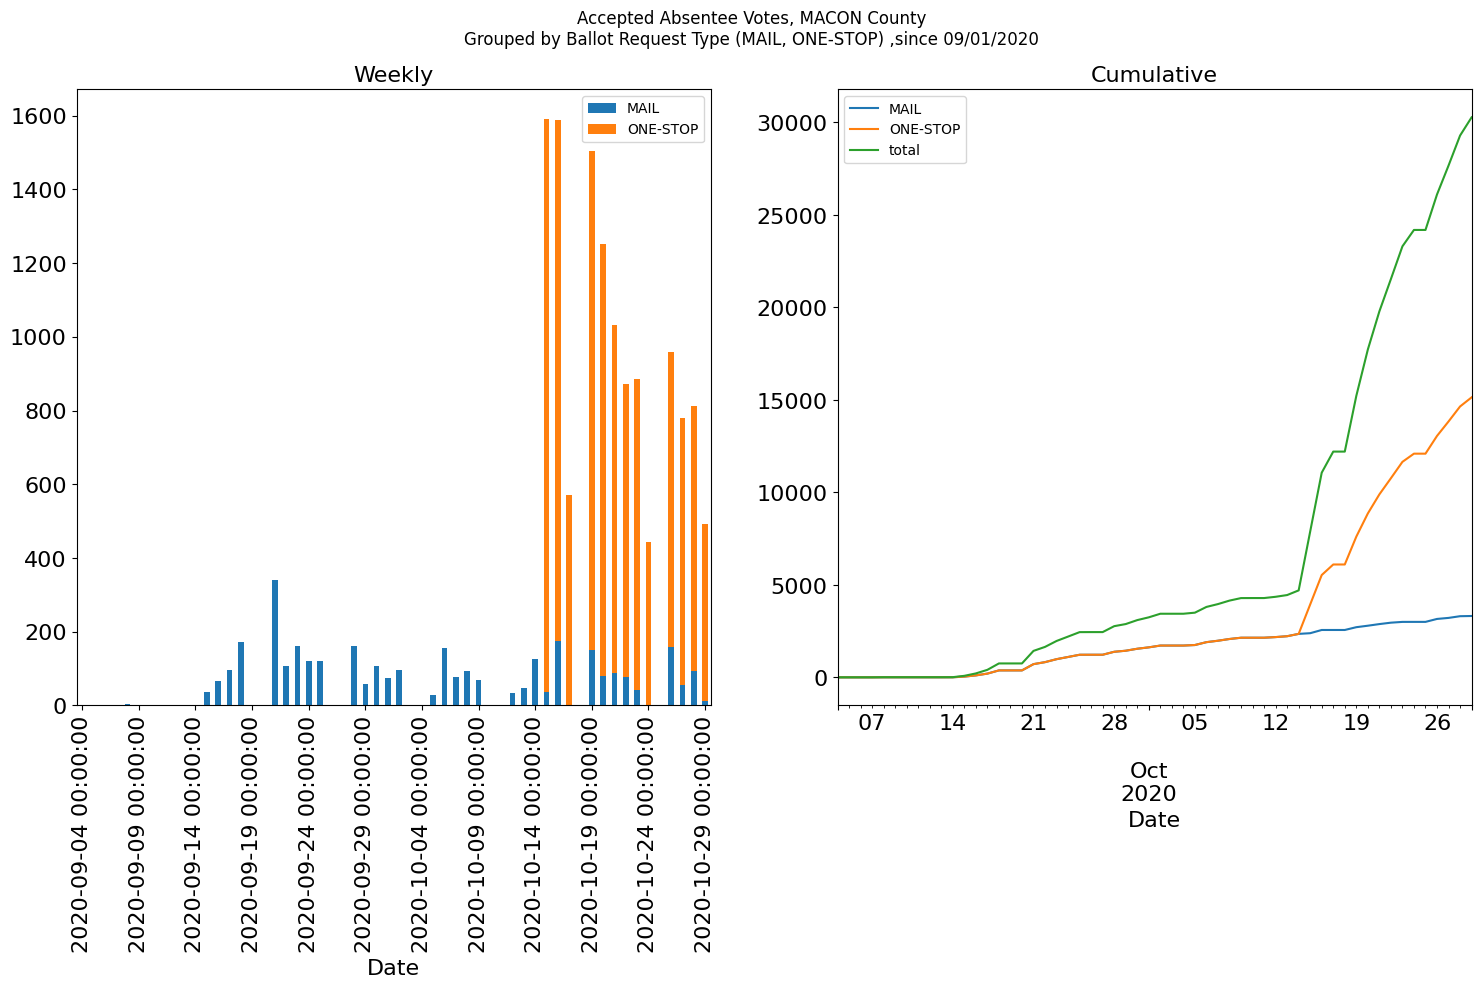 Accepted Absentee Votes, MACON County
Grouped by Ballot Request Type (MAIL, ONE-STOP) ,since 09/01/2020
Weekly
MAIL
ONE-STOP
1600
1400
1200
1000
800
600
400
200
0
2020-09-04 00:00:00
2020-09-09 00:00:00
2020-09-14 00:00:00
2020-09-19 00:00:00
2020-09-24 00:00:00
2020-09-29 00:00:00
2020-10-04 00:00:00
2020-10-09 00:00:00
2020-10-14 00:00:00
2020-10-19 00:00:00
2020-10-24 00:00:00
2020-10-29 00:00:00
Date
Cumulative
MAIL
ONE-STOP
total
30000
25000
20000
15000
10000
5000
0
07 14 21 28 05 12 19 26
Oct
2020
Date